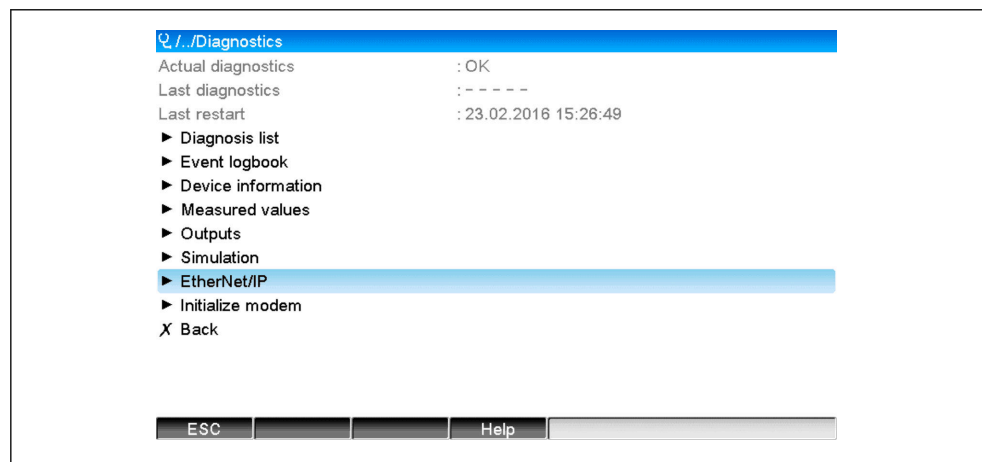 /../Diagnostics
Actual diagnostics : OK
Last diagnostics : - - - - -
Last restart : 23.02.2016 15:26:49
► Diagnosis list
► Event logbook
► Device information
► Measured values
► Outputs
► Simulation
► EtherNet/IP
► Initialize modem
X Back
ESC Help